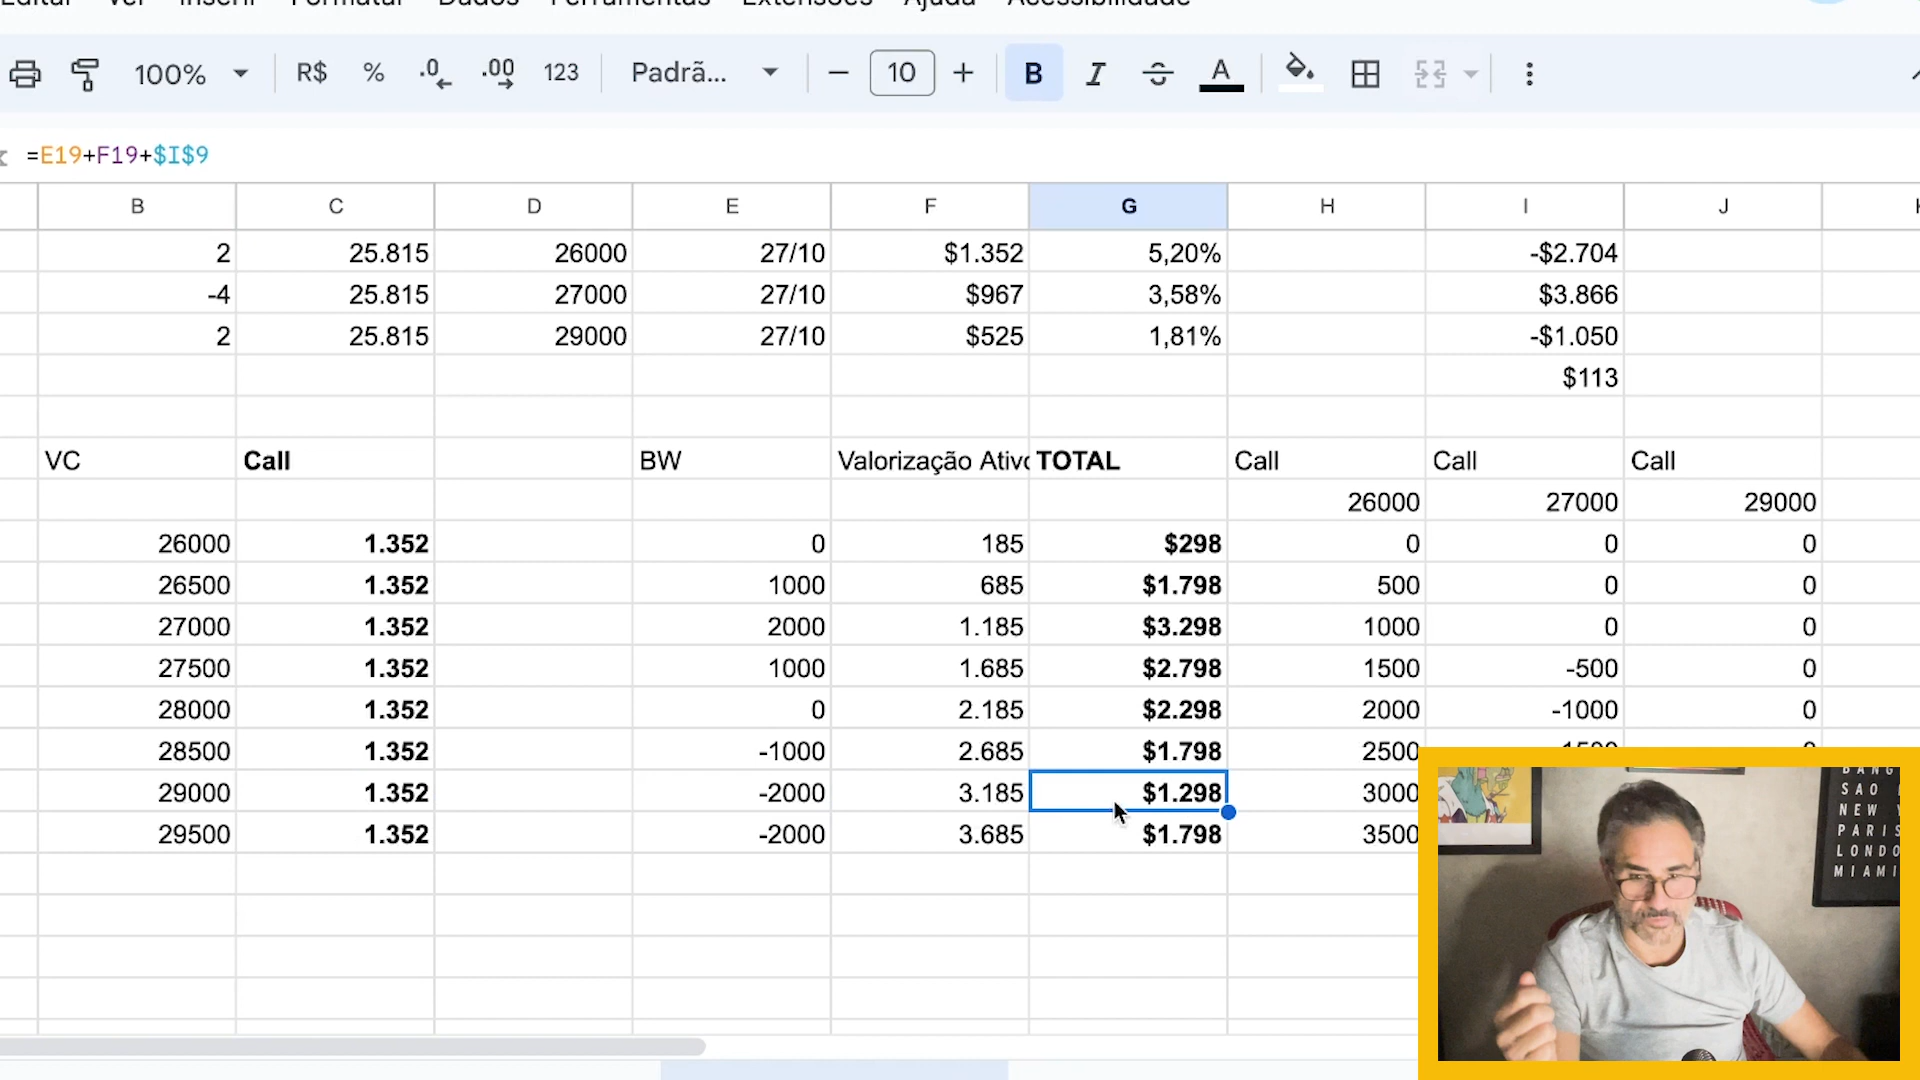 Editar Ver Inserir Formatar Dados Ferramentas Extensões Ajuda Acessibilidade
100% R$ % .0 .00 123 Padrã... − 10 + B I A
=E19+F19+$I$9
B C D E F G H I J
2 25.815 26000 27/10 $1.352 5,20% -$2.704
-4 25.815 27000 27/10 $967 3,58% $3.866
2 25.815 29000 27/10 $525 1,81% -$1.050
$113
VC Call BW Valorização Ativo TOTAL Call Call Call
26000 27000 29000
26000 1.352 0 185 $298 0 0 0
26500 1.352 1000 685 $1.798 500 0 0
27000 1.352 2000 1.185 $3.298 1000 0 0
27500 1.352 1000 1.685 $2.798 1500 -500 0
28000 1.352 0 2.185 $2.298 2000 -1000 0
28500 1.352 -1000 2.685 $1.798 2500 -1500 0
29000 1.352 -2000 3.185 $1.298 3000
29500 1.352 -2000 3.685 $1.798 3500
BANG
SAO
NEW Y
PARIS
LONDO
MIAMI